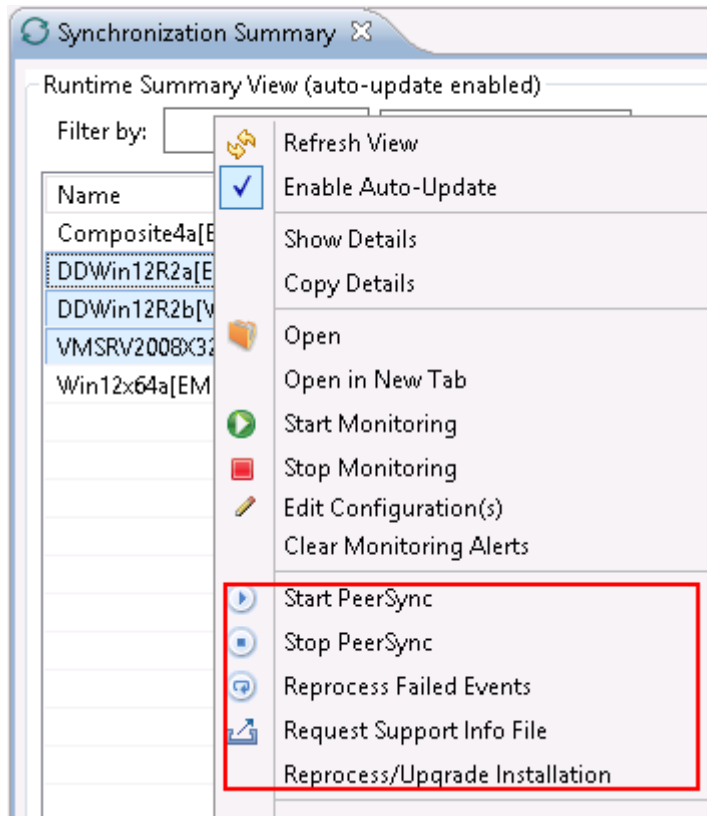 Synchronization Summary
Runtime Summary View (auto-update enabled)
Filter by:
Name
Composite4a[E
DDWin12R2a[E
DDWin12R2b[V
VMSRV2008X32
Win12x64a[EM
Refresh View
Enable Auto-Update
Show Details
Copy Details
Open
Open in New Tab
Start Monitoring
Stop Monitoring
Edit Configuration(s)
Clear Monitoring Alerts
Start PeerSync
Stop PeerSync
Reprocess Failed Events
Request Support Info File
Reprocess/Upgrade Installation